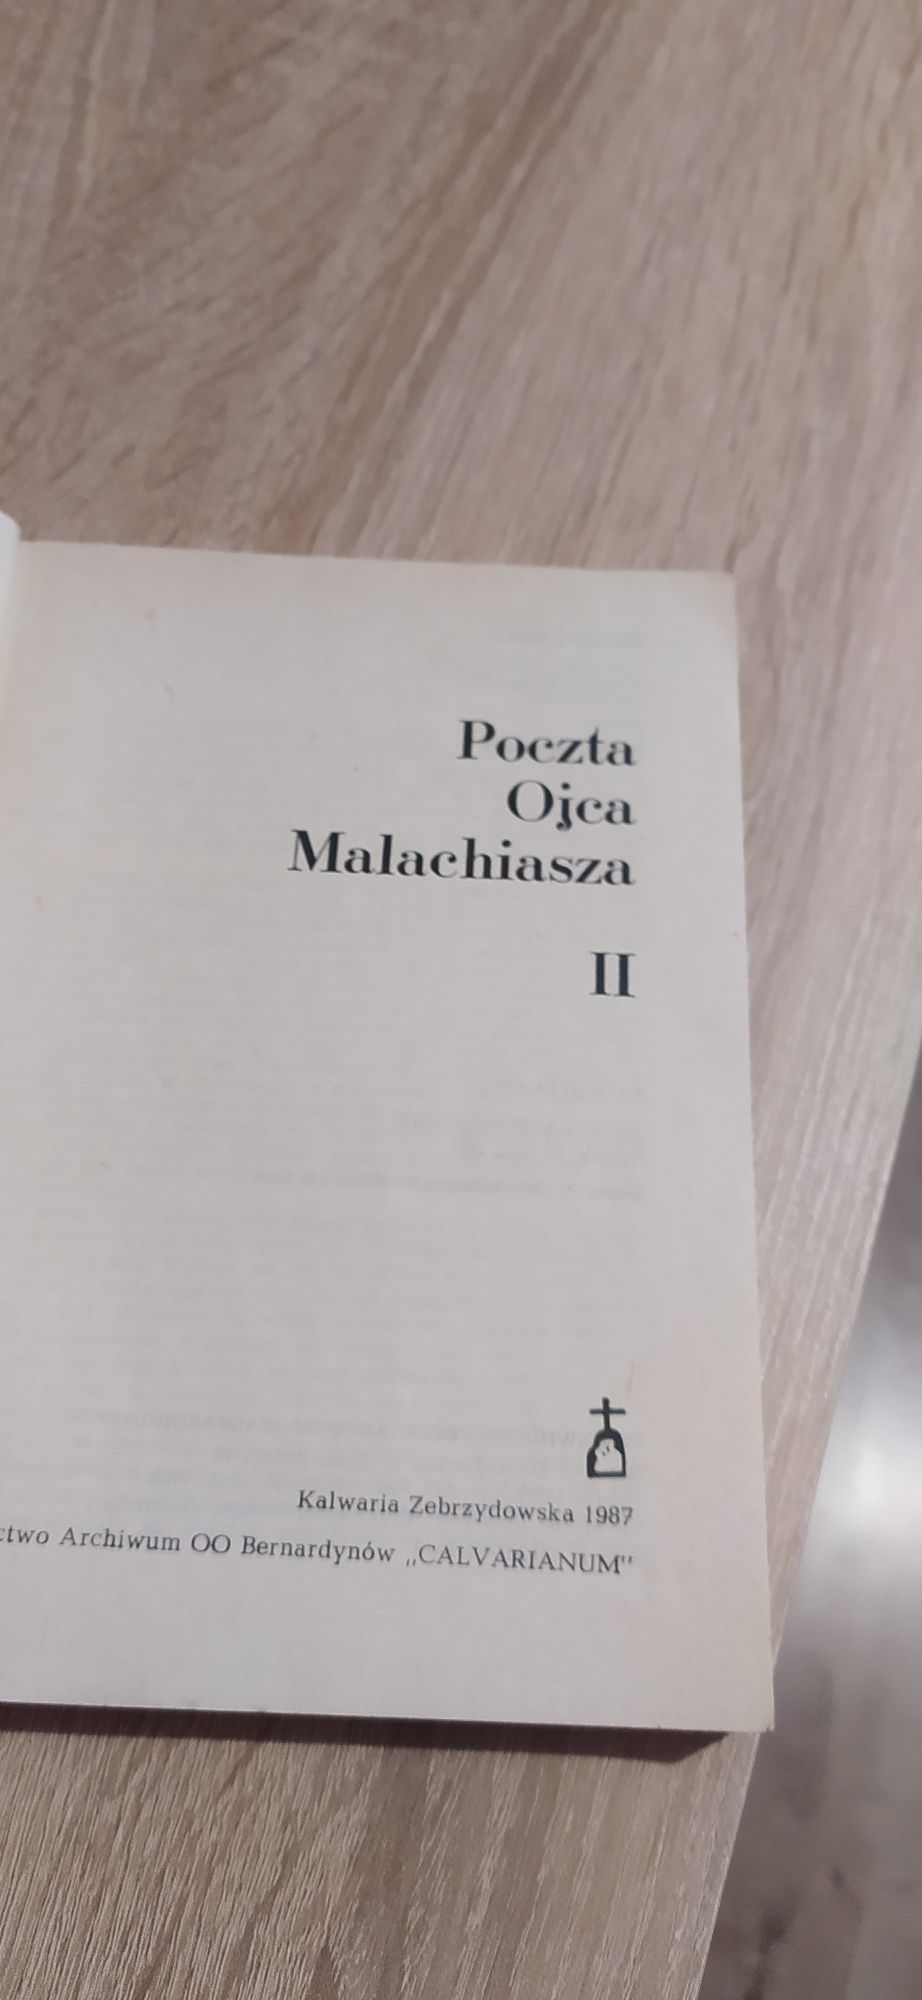 Poczta
Ojca
Malachiasza
II
Kalwaria Zebrzydowska 1987
ctwo Archiwum OO Bernardynów „CALVARIANUM"